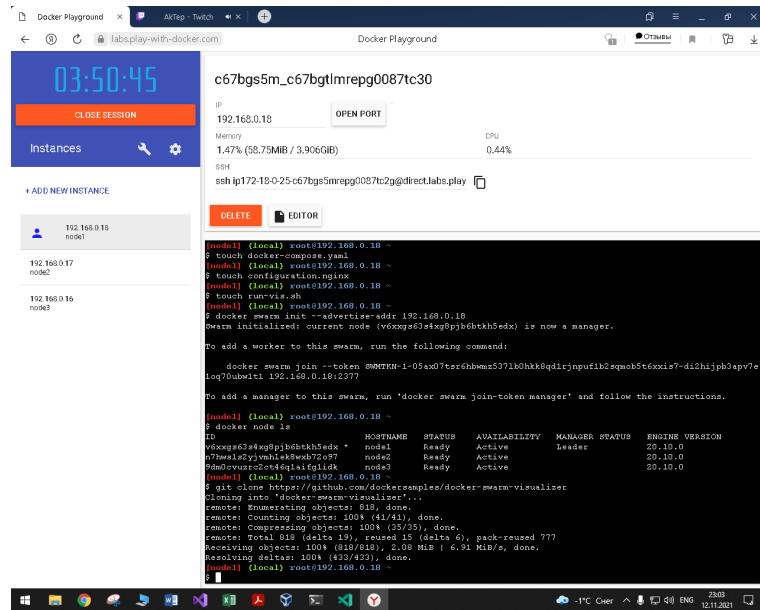 Docker Playground
AkTep - Twitch
labs.play-with-docker.com
Docker Playground
Отзывы
03:50:45
CLOSE SESSION
Instances
+ ADD NEW INSTANCE
192.168.0.18
node1
192.168.0.17
node2
192.168.0.16
node3
c67bgs5m_c67bgtlmrepg0087tc30
IP
192.168.0.18
OPEN PORT
Memory
1.47% (58.75MiB / 3.906GiB)
CPU
0.44%
SSH
ssh ip172-18-0-25-c67bgs5mrepg0087tc2g@direct.labs.play
DELETE
EDITOR
[node1] (local) root@192.168.0.18 ~
$ touch docker-compose.yaml
[node1] (local) root@192.168.0.18 ~
$ touch configuration.nginx
[node1] (local) root@192.168.0.18 ~
$ touch run-vis.sh
[node1] (local) root@192.168.0.18 ~
$ docker swarm init --advertise-addr 192.168.0.18
Swarm initialized: current node (v6xxgs63s4xg8pjb6btkh5edx) is now a manager.
To add a worker to this swarm, run the following command:
docker swarm join --token SWMTKN-1-05ax07tsr6hbwmz537lb0hkk8qd1rjnpuf1b2sqmob5t6xxis7-di2hijpb3apv7e
1oq70ubw1t1 192.168.0.18:2377
To add a manager to this swarm, run 'docker swarm join-token manager' and follow the instructions.
[node1] (local) root@192.168.0.18 ~
$ docker node ls
ID HOSTNAME STATUS AVAILABILITY MANAGER STATUS ENGINE VERSION
v6xxgs63s4xg8pjb6btkh5edx * node1 Ready Active Leader 20.10.0
n7hws1s2yjvmhlek8wxb72o97 node2 Ready Active 20.10.0
9dm0cvuzrc2ct46q1aifg1idk node3 Ready Active 20.10.0
[node1] (local) root@192.168.0.18 ~
$ git clone https://github.com/dockersamples/docker-swarm-visualizer
Cloning into 'docker-swarm-visualizer'...
remote: Enumerating objects: 818, done.
remote: Counting objects: 100% (41/41), done.
remote: Compressing objects: 100% (35/35), done.
remote: Total 818 (delta 19), reused 15 (delta 6), pack-reused 777
Receiving objects: 100% (818/818), 2.08 MiB | 6.91 MiB/s, done.
Resolving deltas: 100% (433/433), done.
[node1] (local) root@192.168.0.18 ~
$
-1°C Снег
ENG
23:03
12.11.2021